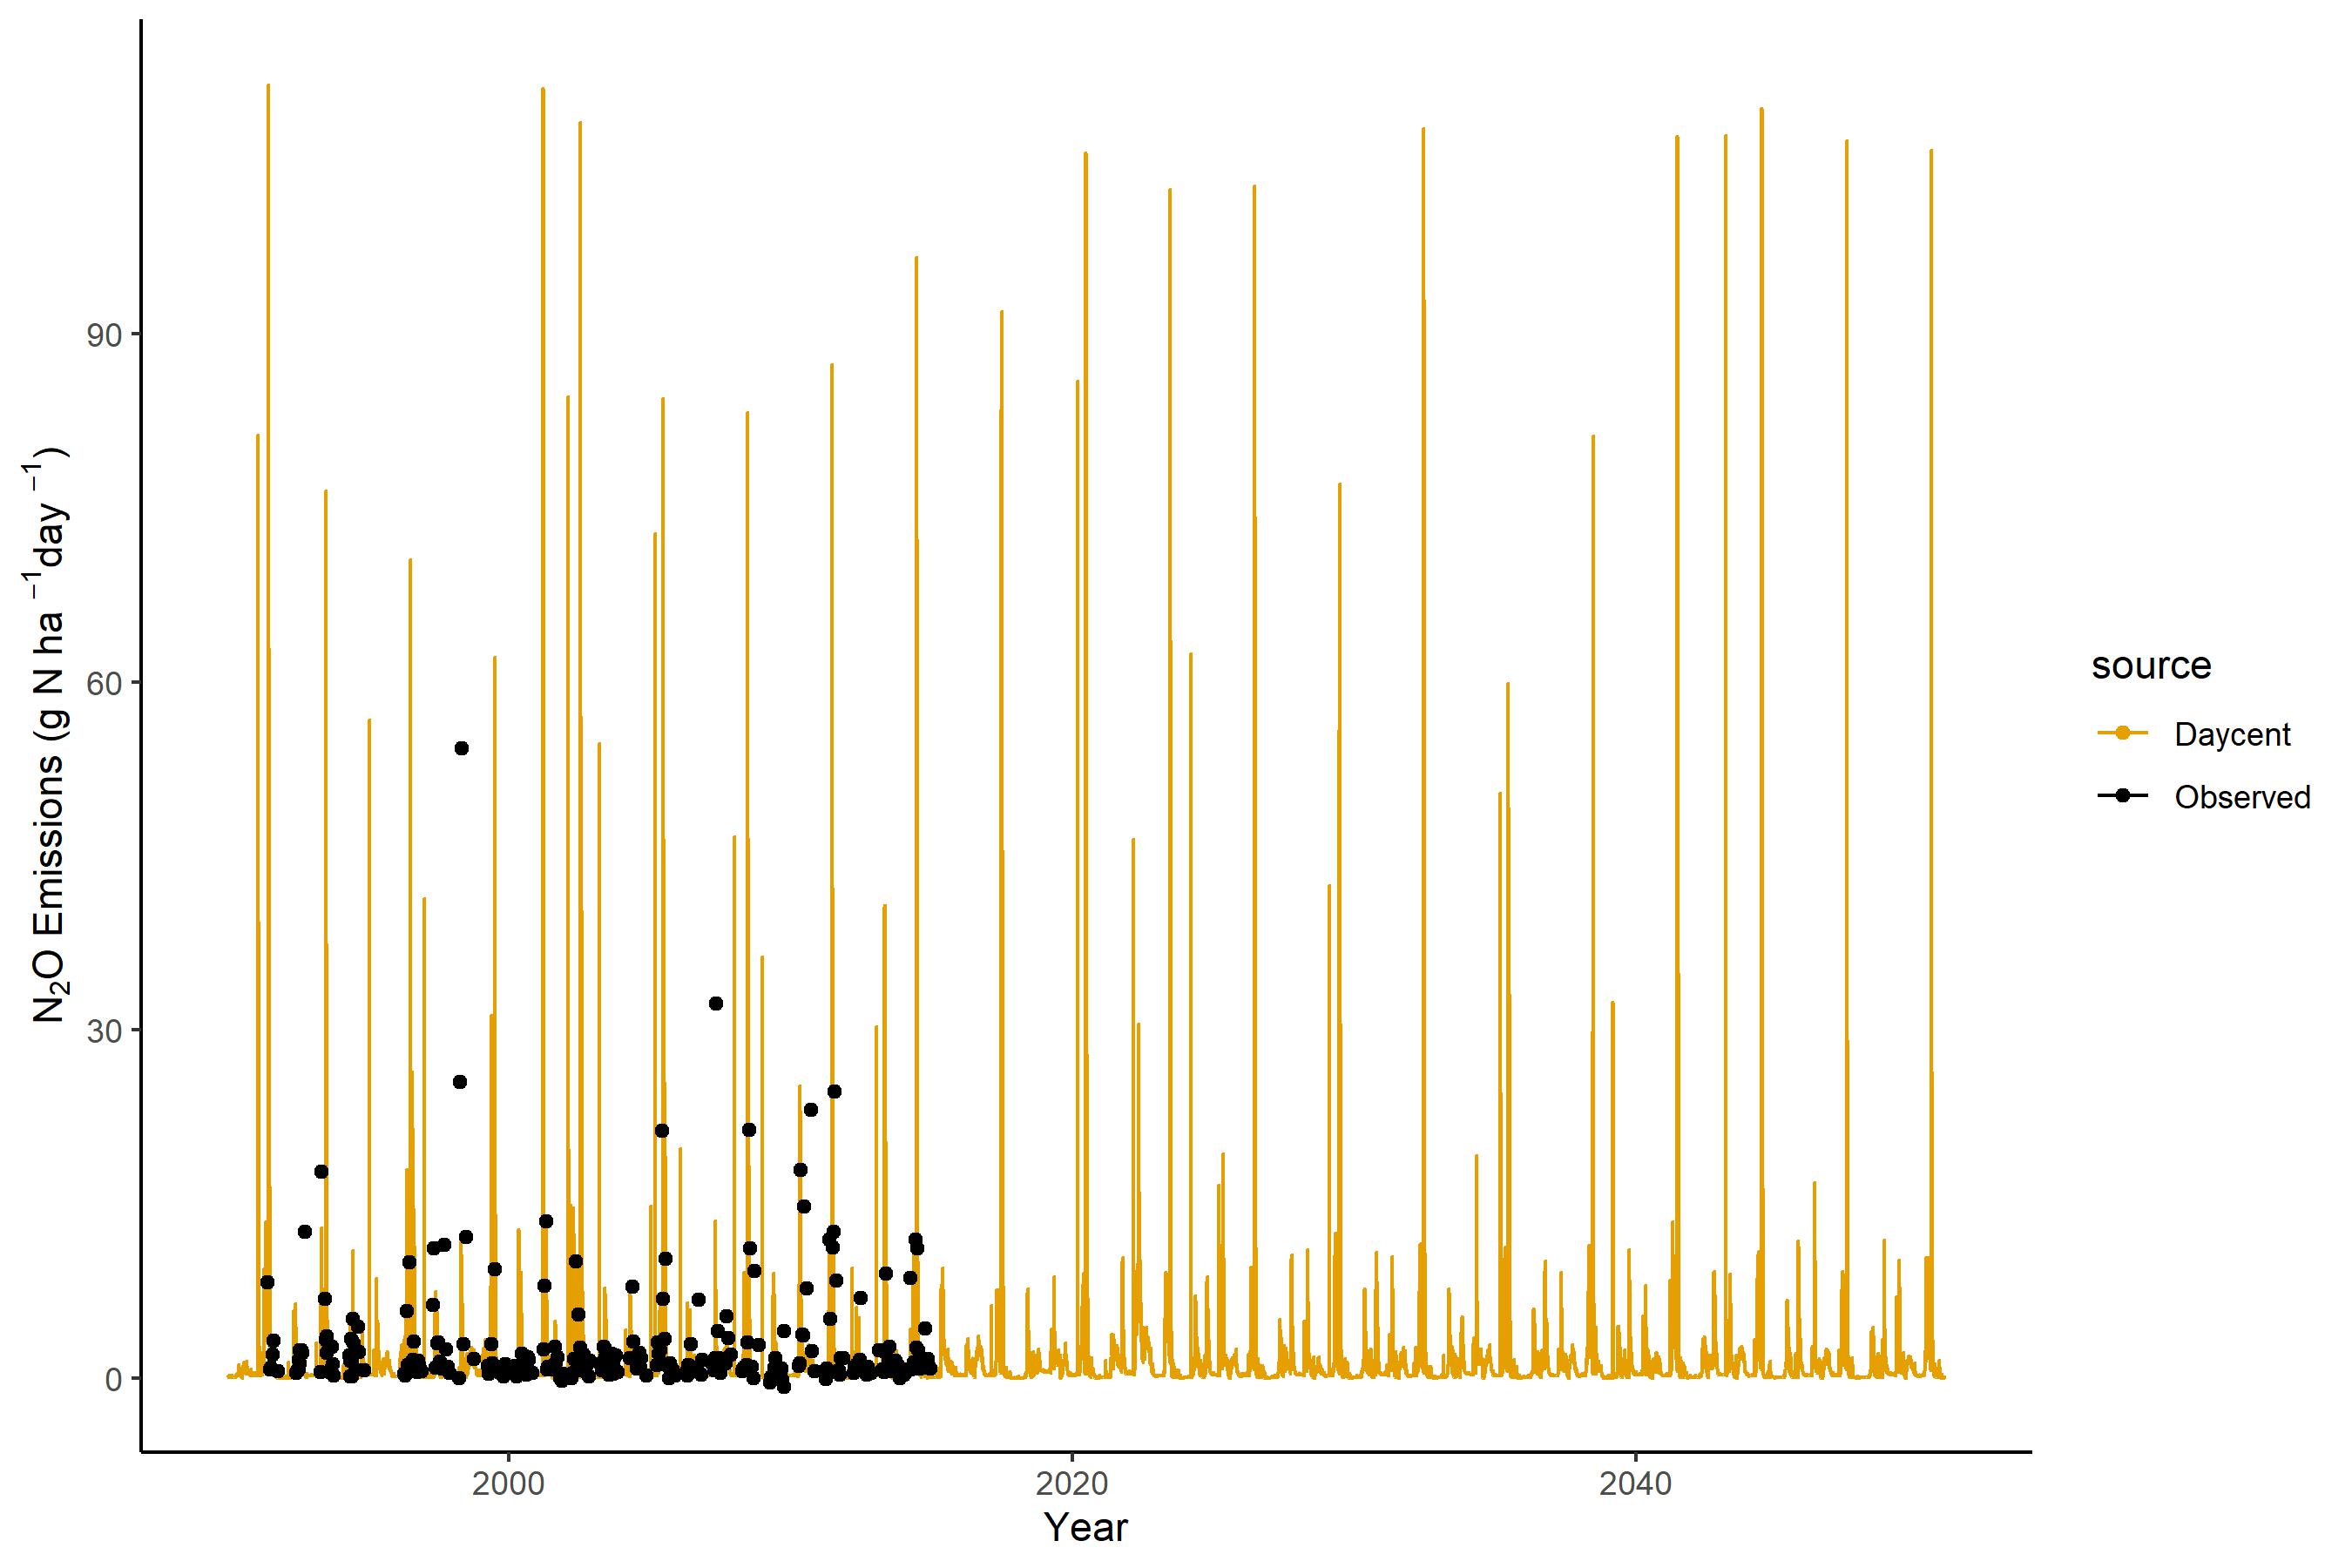 90
60
30
0
N₂O Emissions (g N ha ⁻¹day ⁻¹)
2000
2020
2040
Year
source
Daycent
Observed